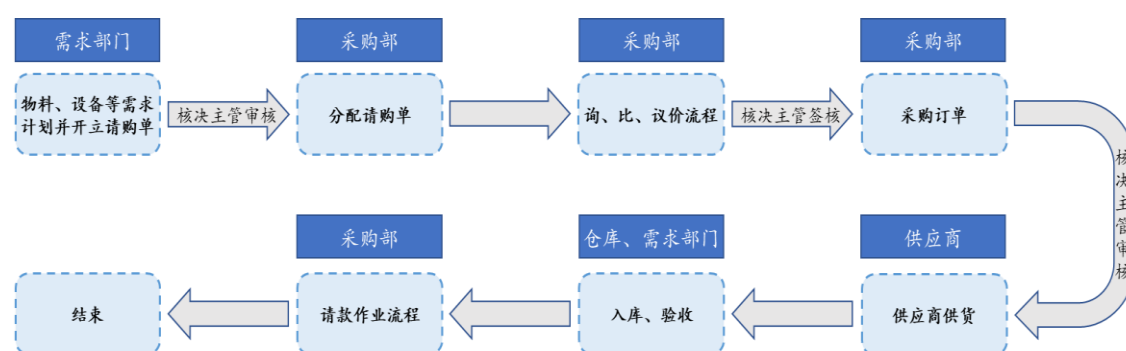 需求部门
物料、设备等需求
计划并开立请购单
核决主管审核
采购部
分配请购单
采购部
询、比、议价流程
核决主管签核
采购部
采购订单
核决主管审核
供应商
供应商供货
仓库、需求部门
入库、验收
采购部
请款作业流程
结束